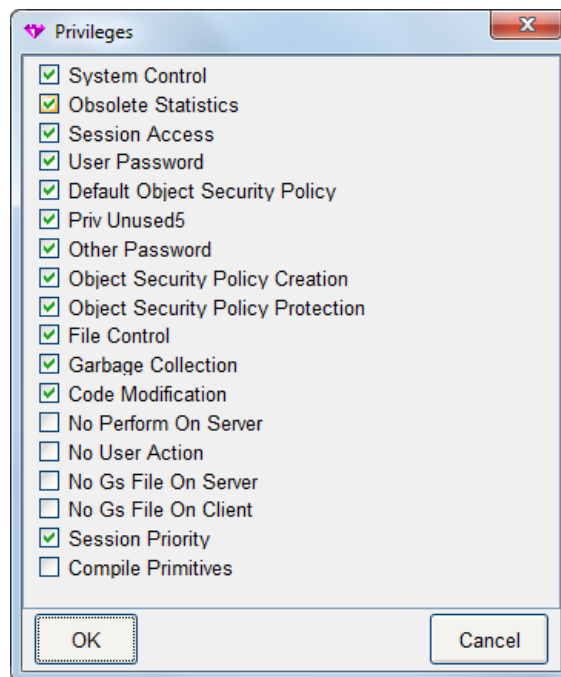 Privileges
System Control
Obsolete Statistics
Session Access
User Password
Default Object Security Policy
Priv Unused5
Other Password
Object Security Policy Creation
Object Security Policy Protection
File Control
Garbage Collection
Code Modification
No Perform On Server
No User Action
No Gs File On Server
No Gs File On Client
Session Priority
Compile Primitives
OK Cancel